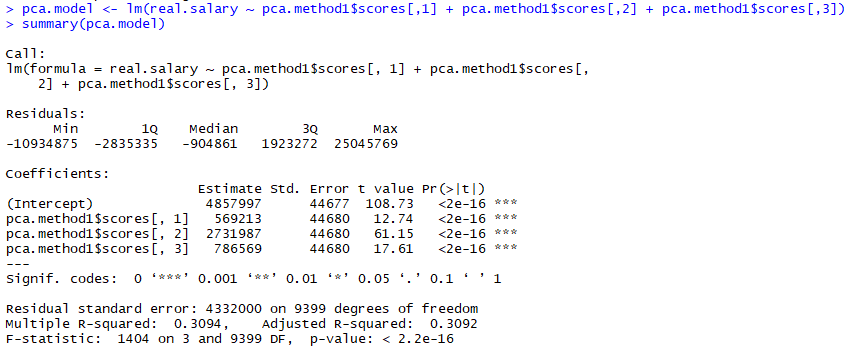 > pca.model <- lm(real.salary ~ pca.method1$scores[,1] + pca.method1$scores[,2] + pca.method1$scores[,3])
> summary(pca.model)
Call:
lm(formula = real.salary ~ pca.method1$scores[, 1] + pca.method1$scores[,
    2] + pca.method1$scores[, 3])
Residuals:
      Min        1Q    Median        3Q       Max
-10934875  -2835335   -904861   1923272  25045769
Coefficients:
                        Estimate Std. Error t value Pr(>|t|)
(Intercept)              4857997      44677  108.73   <2e-16 ***
pca.method1$scores[, 1]   569213      44680   12.74   <2e-16 ***
pca.method1$scores[, 2]  2731987      44680   61.15   <2e-16 ***
pca.method1$scores[, 3]   786569      44680   17.61   <2e-16 ***
---
Signif. codes:  0 ‘***’ 0.001 ‘**’ 0.01 ‘*’ 0.05 ‘.’ 0.1 ‘ ’ 1
Residual standard error: 4332000 on 9399 degrees of freedom
Multiple R-squared:  0.3094,    Adjusted R-squared:  0.3092
F-statistic:  1404 on 3 and 9399 DF,  p-value: < 2.2e-16